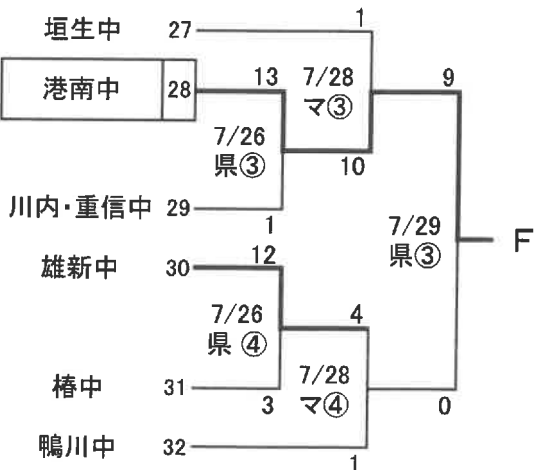 垣生中 27
1
港南中 28
13
7/28
マ③
9
7/26
県③
10
川内・重信中 29
1
7/29
県③
F
雄新中 30
12
7/26
県④
4
7/28
マ④
椿中 31
3
0
鴨川中 32
1